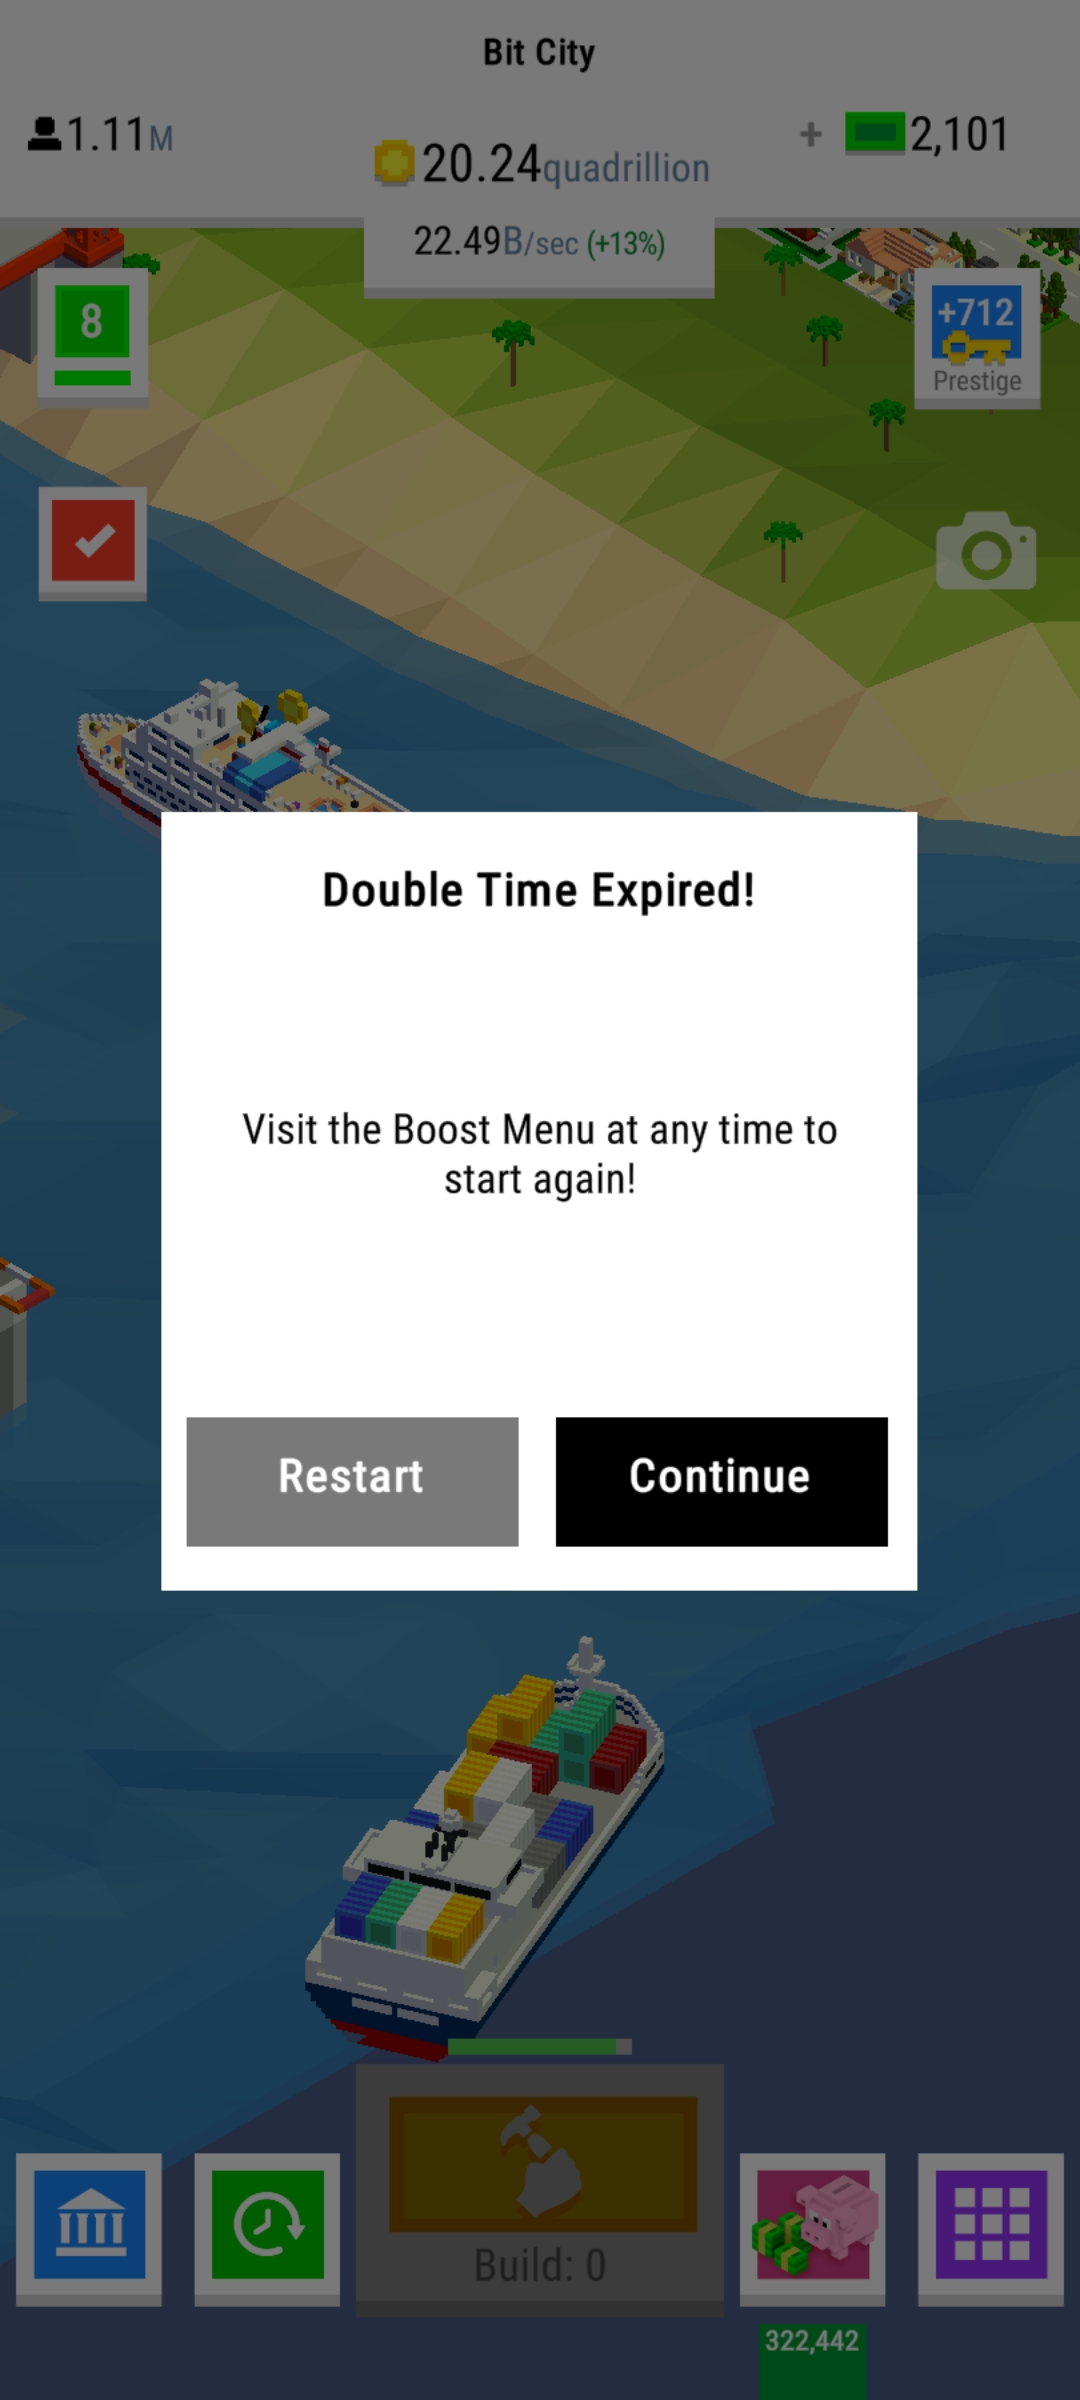 Bit City
1.11M
20.24quadrillion
+ 2,101
22.49B/sec (+13%)
8
+712
Prestige
Double Time Expired!
Visit the Boost Menu at any time to
start again!
Restart
Continue
Build: 0
322,442